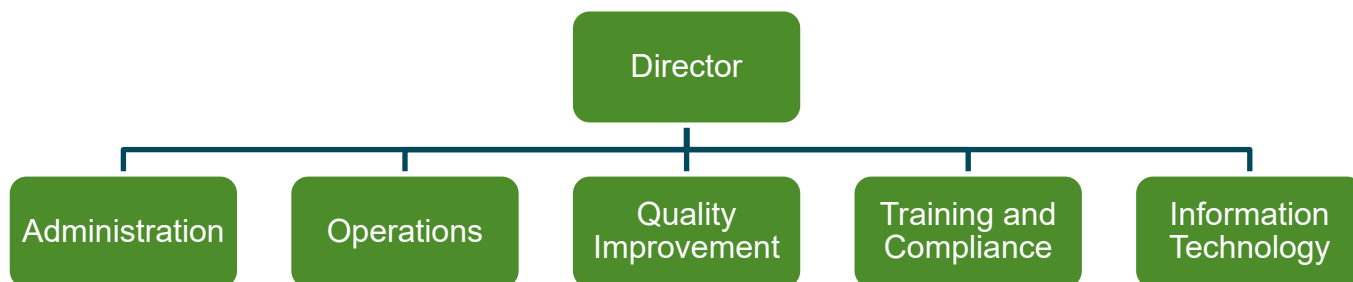 Director
Administration
Operations
Quality
Improvement
Training and
Compliance
Information
Technology